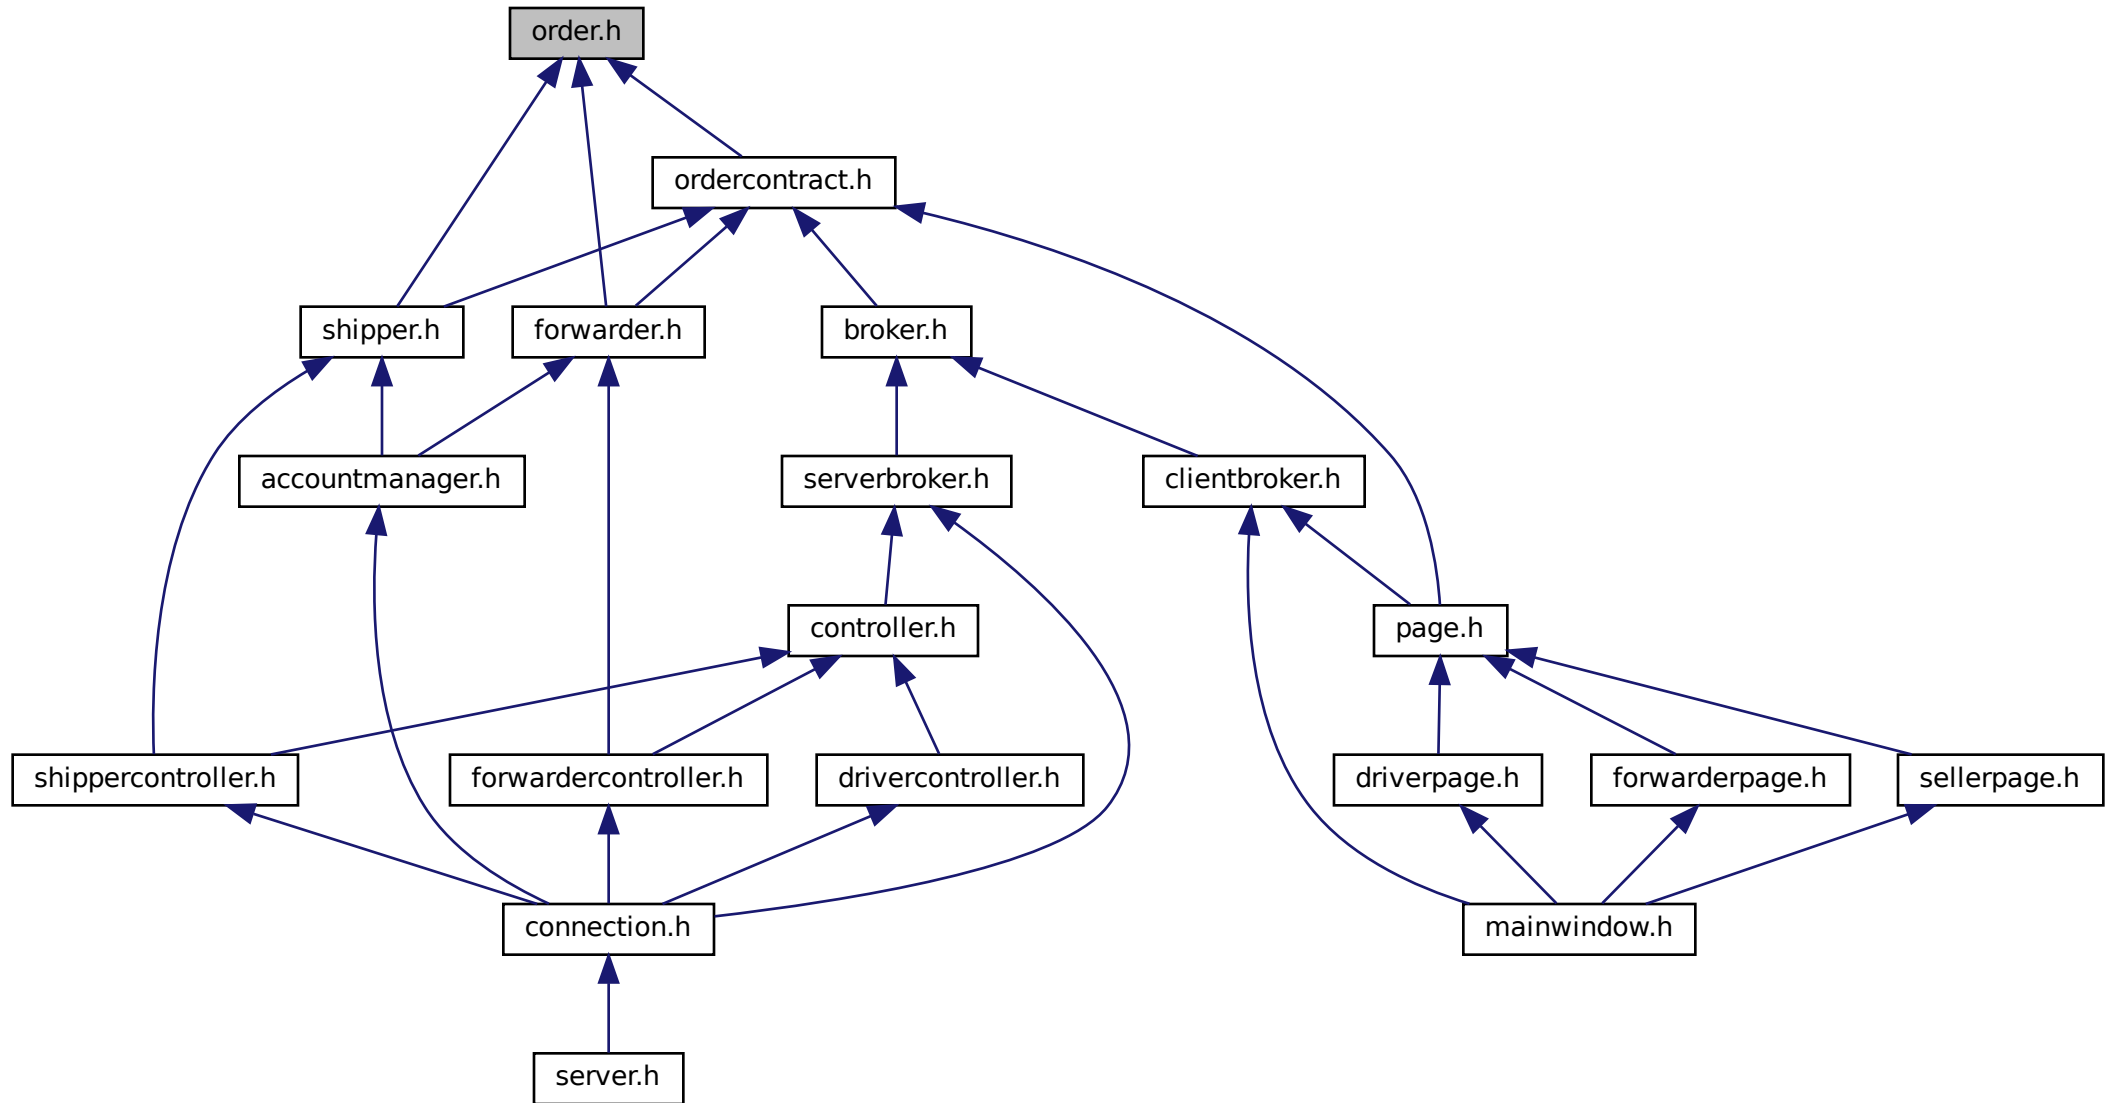 order.h
ordercontract.h
shipper.h
forwarder.h
broker.h
accountmanager.h
serverbroker.h
clientbroker.h
controller.h
page.h
shippercontroller.h
forwardercontroller.h
drivercontroller.h
driverpage.h
forwarderpage.h
sellerpage.h
connection.h
mainwindow.h
server.h